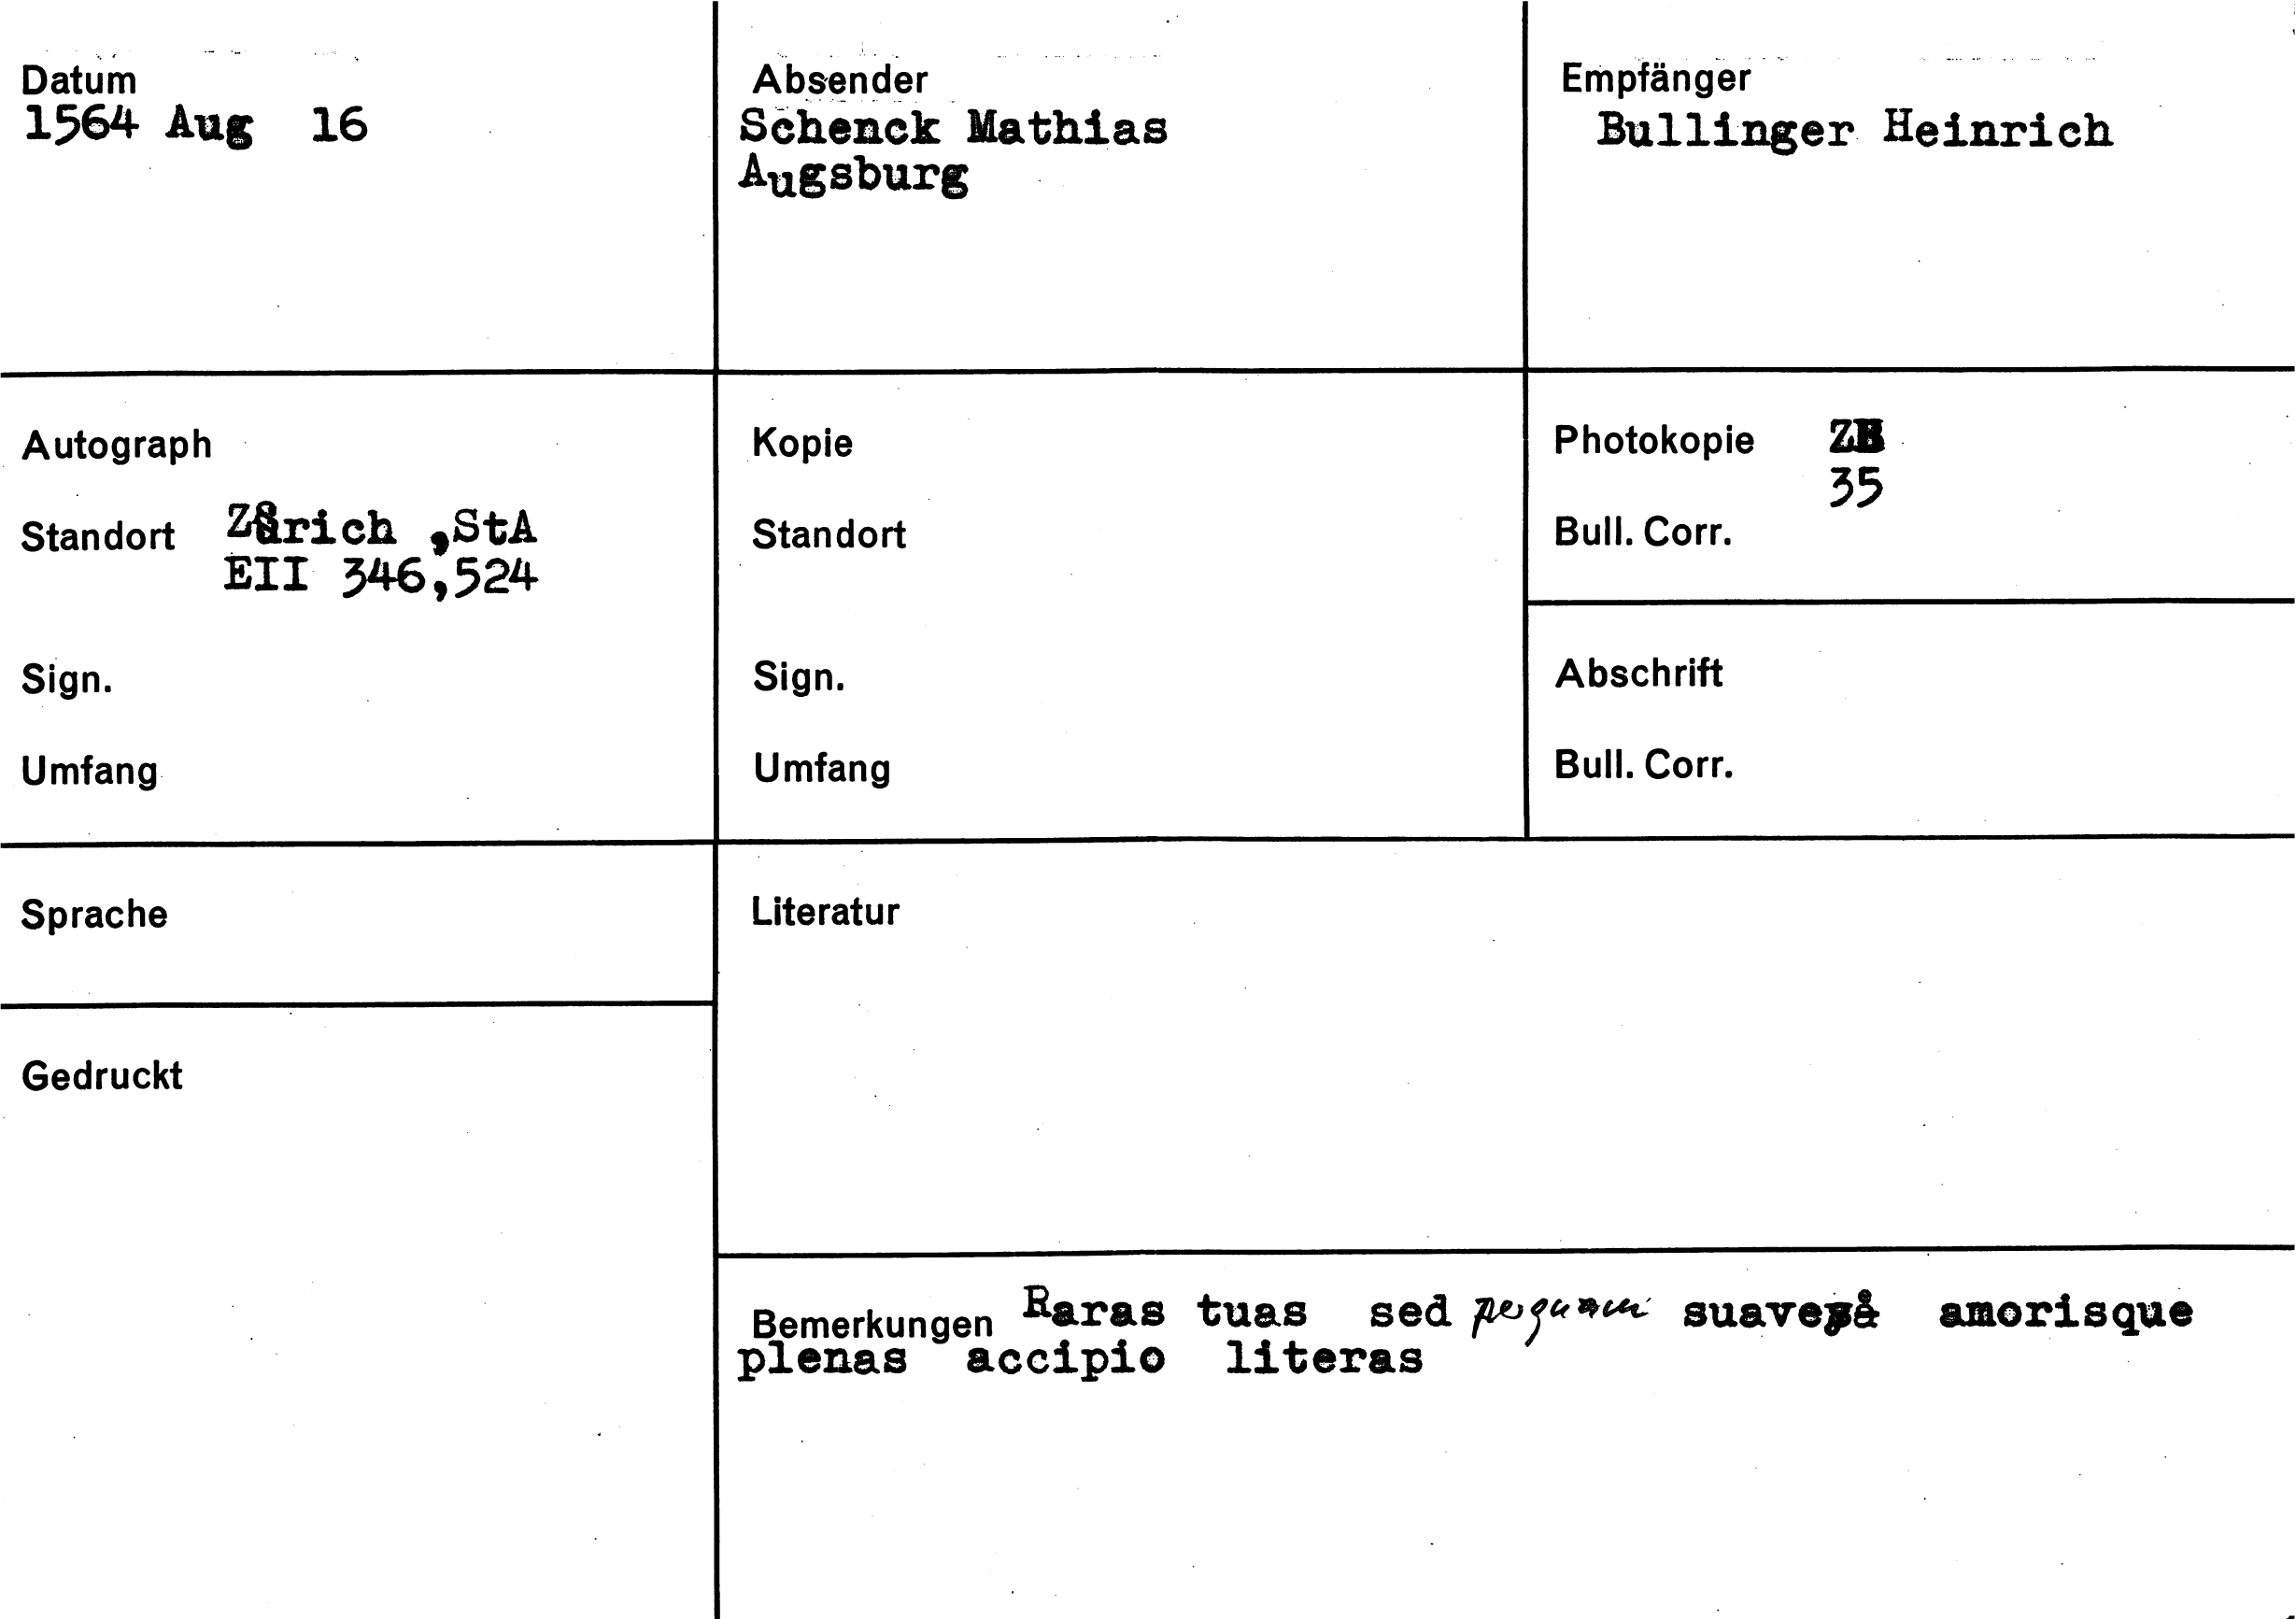 Datum
1564 Aug 16
Absender
Schenck Mathias
Augsburg
Empfänger
Bullinger Heinrich
Autograph
Standort Zürich ,StA
EII 346,524
Sign.
Umfang
Kopie
Standort
Sign.
Umfang
Photokopie ZB
35
Bull. Corr.
Abschrift
Bull. Corr.
Sprache
Literatur
Gedruckt
Bemerkungen Raras tuas sed perquam suaves amorisque
plenas accipio literas